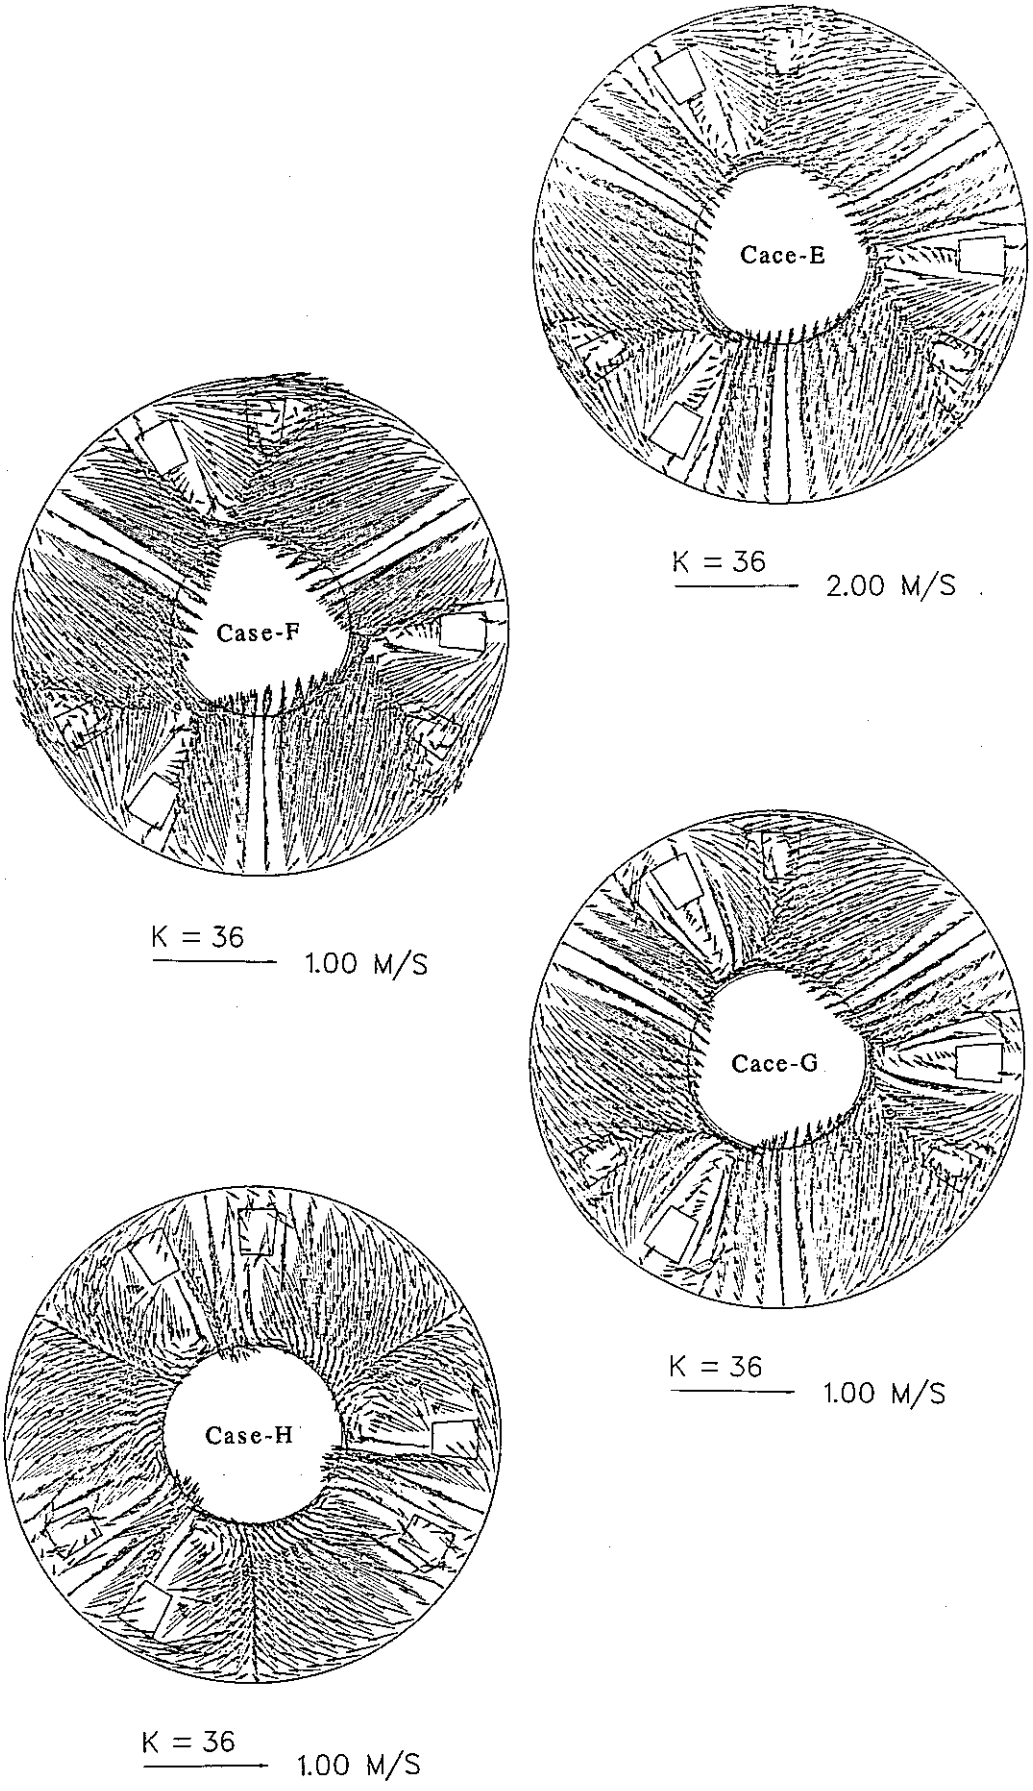 Cace-E
K = 36
2.00 M/S
Case-F
K = 36
1.00 M/S
Cace-G
K = 36
1.00 M/S
Case-H
K = 36
1.00 M/S